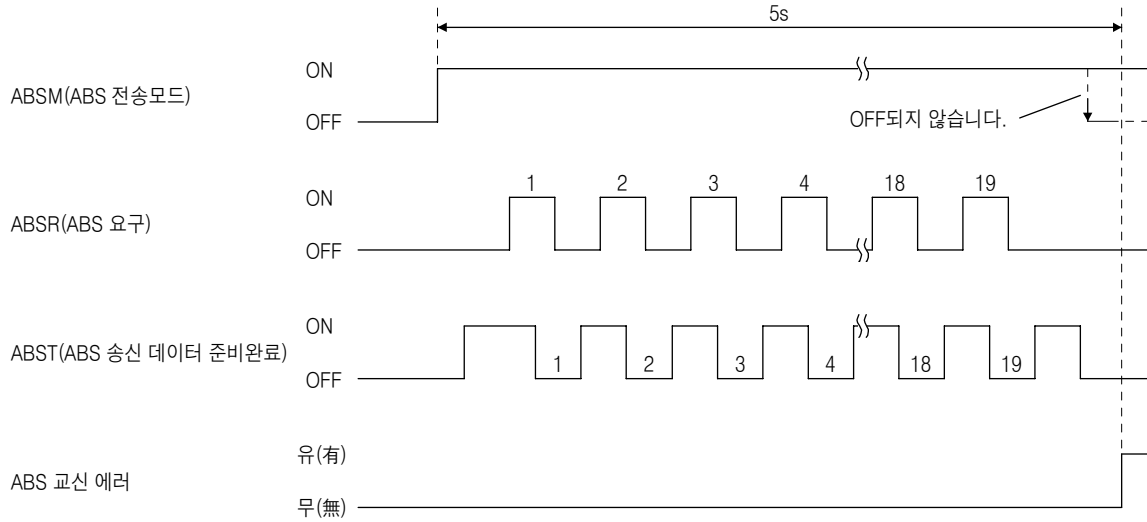 5s
ABSM(ABS 전송모드)
ON
OFF
OFF되지 않습니다.
ABSR(ABS 요구)
ON
OFF
1 2 3 4 18 19
ABST(ABS 송신 데이터 준비완료)
ON
OFF
1 2 3 4 18 19
ABS 교신 에러
유(有)
무(無)